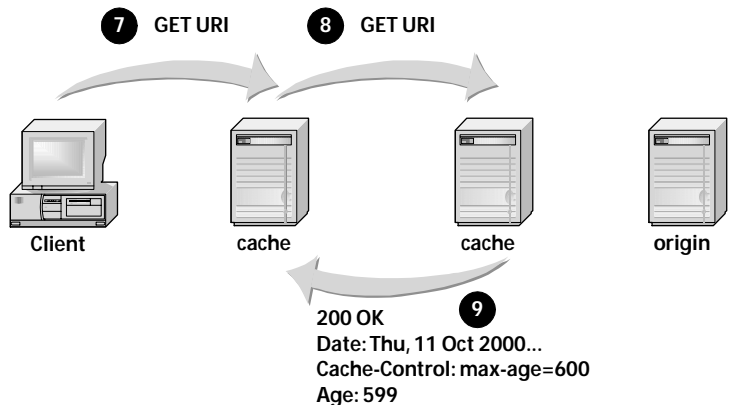 7 GET URI
8 GET URI
Client
cache
cache
origin
9
200 OK
Date: Thu, 11 Oct 2000...
Cache-Control: max-age=600
Age: 599